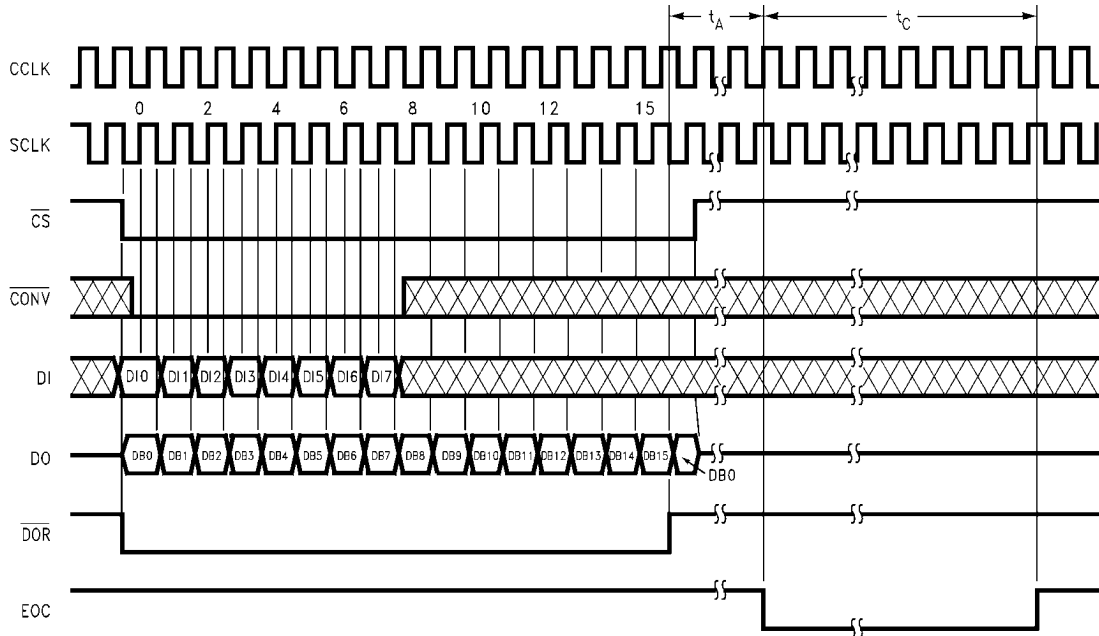 t_A t_C
CCLK
0 2 4 6 8 10 12 15
SCLK
CS
CONV
DI DI0 DI1 DI2 DI3 DI4 DI5 DI6 DI7
DO DB0 DB1 DB2 DB3 DB4 DB5 DB6 DB7 DB8 DB9 DB10 DB11 DB12 DB13 DB14 DB15
DB0
DOR
EOC